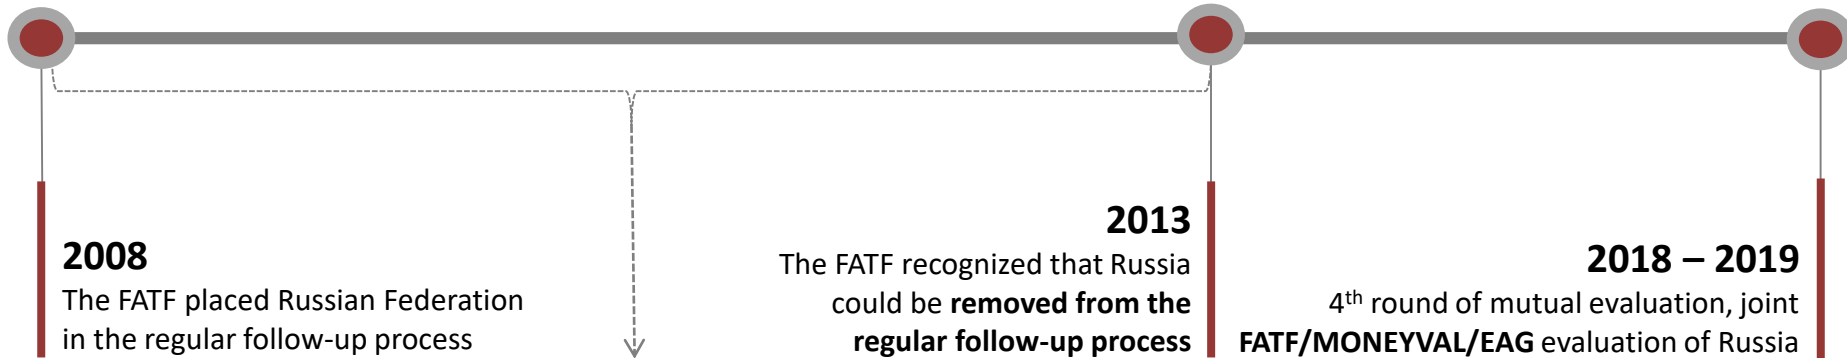 2008
The FATF placed Russian Federation
in the regular follow-up process
2013
The FATF recognized that Russia
could be removed from the
regular follow-up process
2018 – 2019
4th round of mutual evaluation, joint
FATF/MONEYVAL/EAG evaluation of Russia